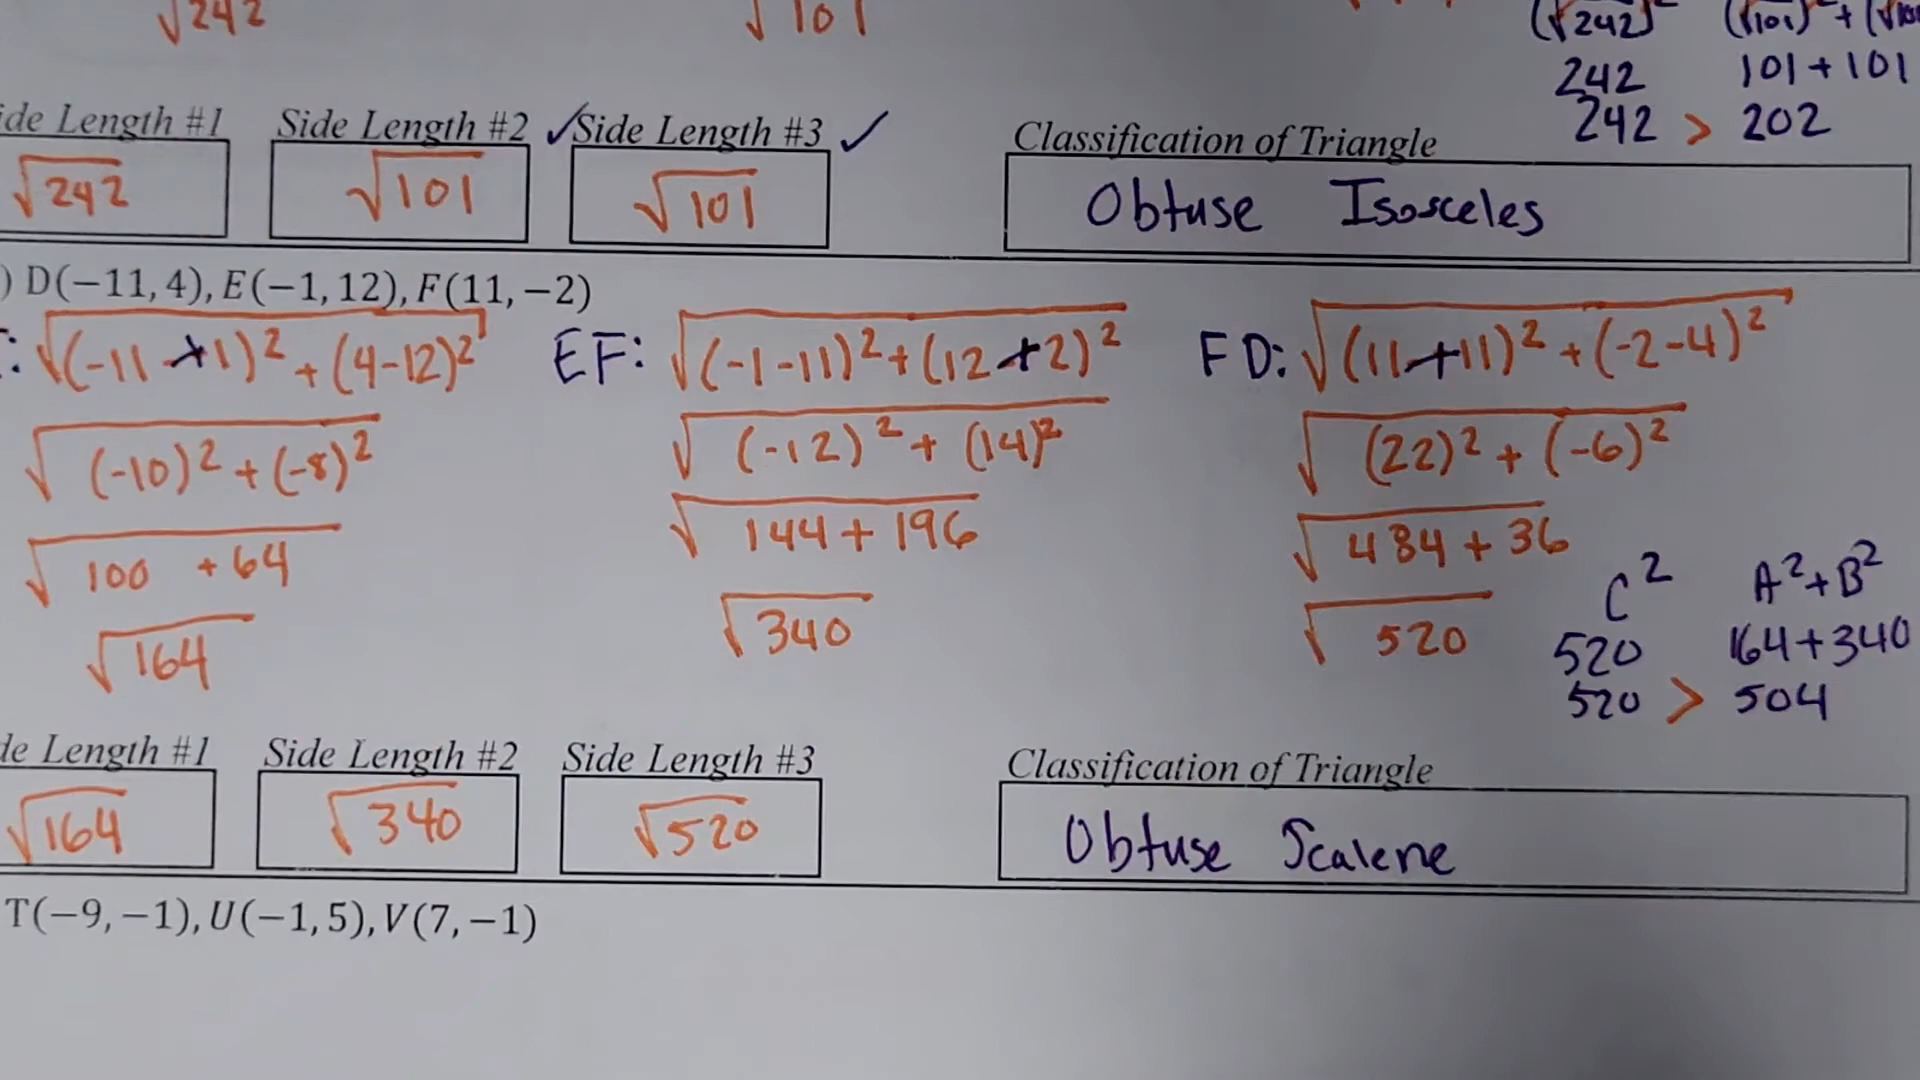 √242 √101 (√242)² (√101)² + (√
242 101+101
242 > 202
Side Length #1 Side Length #2 ✓ Side Length #3 ✓ Classification of Triangle
√242 √101 √101 Obtuse Isosceles
) D(−11, 4), E(−1, 12), F(11, −2)
: √(-11+1)² + (4-12)² EF: √(-1-11)² + (12+2)² FD: √(11+11)² + (-2-4)²
√(-10)² + (-8)² √(-12)² + (14)² √(22)² + (-6)²
√100 + 64 √144 + 196 √484 + 36
C² A²+B²
√164 √340 √520 520 164+340
520 > 504
de Length #1 Side Length #2 Side Length #3 Classification of Triangle
√164 √340 √520 Obtuse Scalene
T(−9, −1), U(−1, 5), V(7, −1)